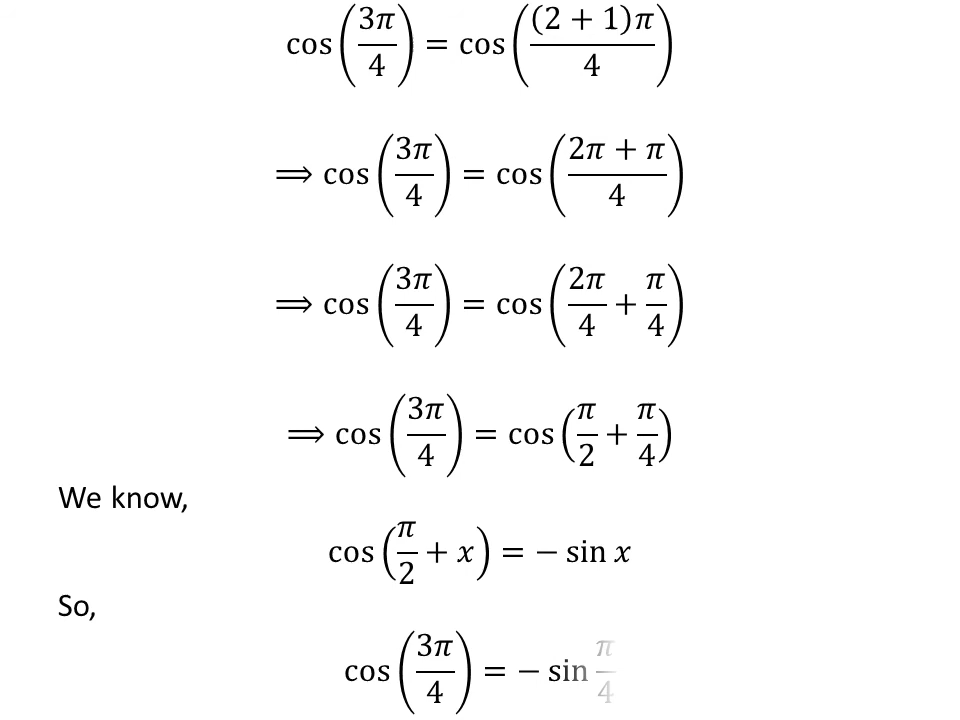 cos(3π/4) = cos((2 + 1)π/4)
⟹ cos(3π/4) = cos((2π + π)/4)
⟹ cos(3π/4) = cos(2π/4 + π/4)
⟹ cos(3π/4) = cos(π/2 + π/4)
We know,
cos(π/2 + x) = − sin x
So,
cos(3π/4) = − sin π/4